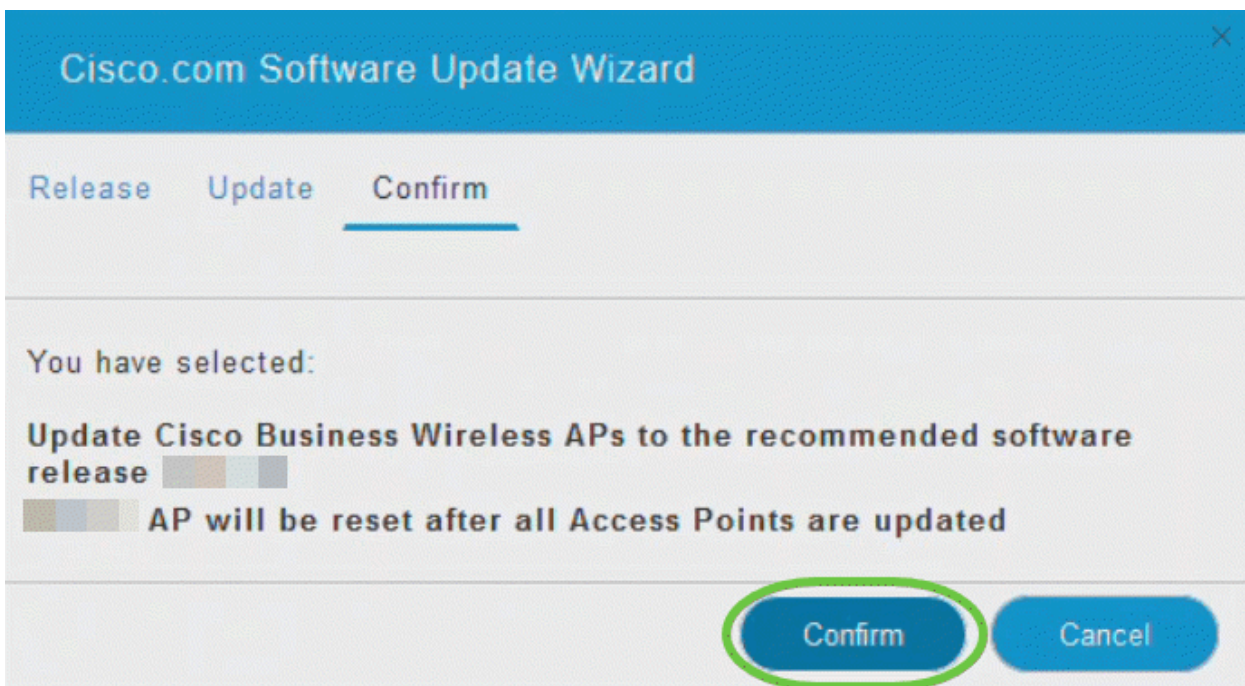 Cisco.com Software Update Wizard
Release Update Confirm
You have selected:
Update Cisco Business Wireless APs to the recommended software
release
AP will be reset after all Access Points are updated
Confirm Cancel